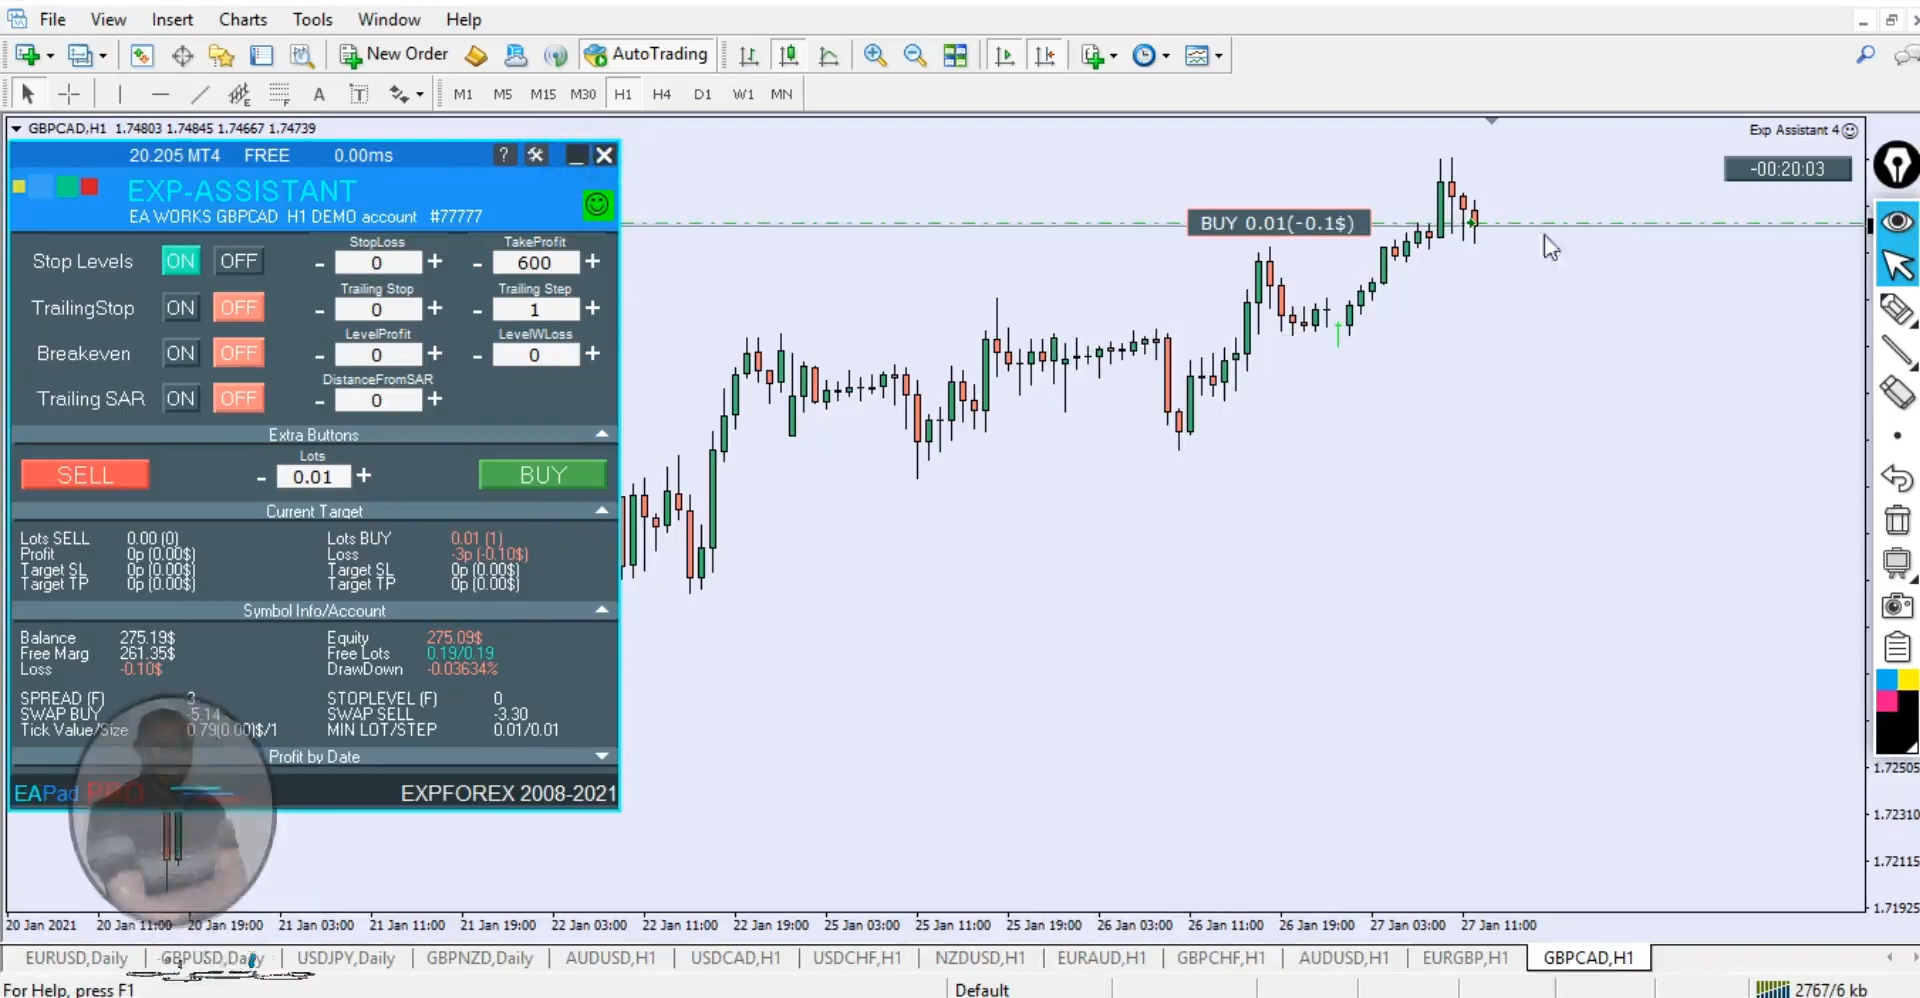 File View Insert Charts Tools Window Help
New Order AutoTrading
A T M1 M5 M15 M30 H1 H4 D1 W1 MN
GBPCAD,H1 1.74803 1.74845 1.74667 1.74739
Exp Assistant 4
20.205 MT4 FREE 0.00ms ?
-00:20:03
EXP-ASSISTANT
EA WORKS GBPCAD H1 DEMO account #77777
BUY 0.01(-0.1$)
StopLoss TakeProfit
Stop Levels ON OFF - 0 + - 600 +
Trailing Stop Trailing Step
TrailingStop ON OFF - 0 + - 1 +
LevelProfit LevelWLoss
Breakeven ON OFF - 0 + - 0 +
DistanceFromSAR
Trailing SAR ON OFF - 0 +
Extra Buttons
Lots
SELL - 0.01 + BUY
Current Target
Lots SELL 0.00 (0) Lots BUY 0.01 (1)
Profit 0p (0.00$) Loss -3p (-0.10$)
Target SL 0p (0.00$) Target SL 0p (0.00$)
Target TP 0p (0.00$) Target TP 0p (0.00$)
Symbol Info/Account
Balance 275.19$ Equity 275.09$
Free Marg 261.35$ Free Lots 0.19/0.19
Loss -0.10$ DrawDown -0.03634%
SPREAD (F) 3 STOPLEVEL (F) 0
SWAP BUY -5.14 SWAP SELL -3.30
Tick Value/Size 0.79(0.00)$/1 MIN LOT/STEP 0.01/0.01
Profit by Date
EAPad PRO EXPFOREX 2008-2021
1.72505
1.72310
1.72115
1.71925
20 Jan 2021 20 Jan 11:00 20 Jan 19:00 21 Jan 03:00 21 Jan 11:00 21 Jan 19:00 22 Jan 03:00 22 Jan 11:00 22 Jan 19:00 25 Jan 03:00 25 Jan 11:00 25 Jan 19:00 26 Jan 03:00 26 Jan 11:00 26 Jan 19:00 27 Jan 03:00 27 Jan 11:00
EURUSD,Daily GBPUSD,Daily USDJPY,Daily GBPNZD,Daily AUDUSD,H1 USDCAD,H1 USDCHF,H1 NZDUSD,H1 EURAUD,H1 GBPCHF,H1 AUDUSD,H1 EURGBP,H1 GBPCAD,H1
For Help, press F1 Default 2767/6 kb